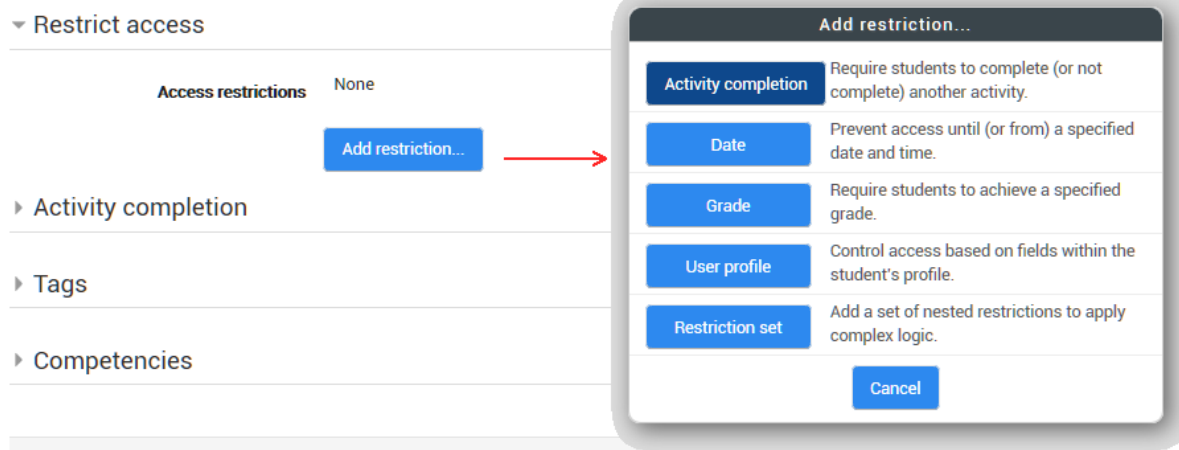 Restrict access
Access restrictions
None
Add restriction...
Activity completion
Tags
Competencies
Add restriction...
Activity completion
Require students to complete (or not
complete) another activity.
Date
Prevent access until (or from) a specified
date and time.
Grade
Require students to achieve a specified
grade.
User profile
Control access based on fields within the
student's profile.
Restriction set
Add a set of nested restrictions to apply
complex logic.
Cancel